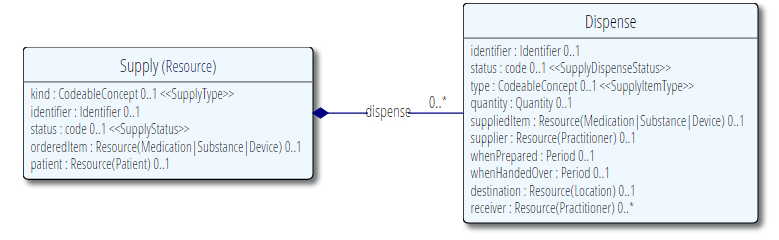 Supply (Resource)
kind : CodeableConcept 0..1 <<SupplyType>>
identifier : Identifier 0..1
status : code 0..1 <<SupplyStatus>>
orderedItem : Resource(Medication|Substance|Device) 0..1
patient : Resource(Patient) 0..1
dispense
0..*
Dispense
identifier : Identifier 0..1
status : code 0..1 <<SupplyDispenseStatus>>
type : CodeableConcept 0..1 <<SupplyItemType>>
quantity : Quantity 0..1
suppliedItem : Resource(Medication|Substance|Device) 0..1
supplier : Resource(Practitioner) 0..1
whenPrepared : Period 0..1
whenHandedOver : Period 0..1
destination : Resource(Location) 0..1
receiver : Resource(Practitioner) 0..*